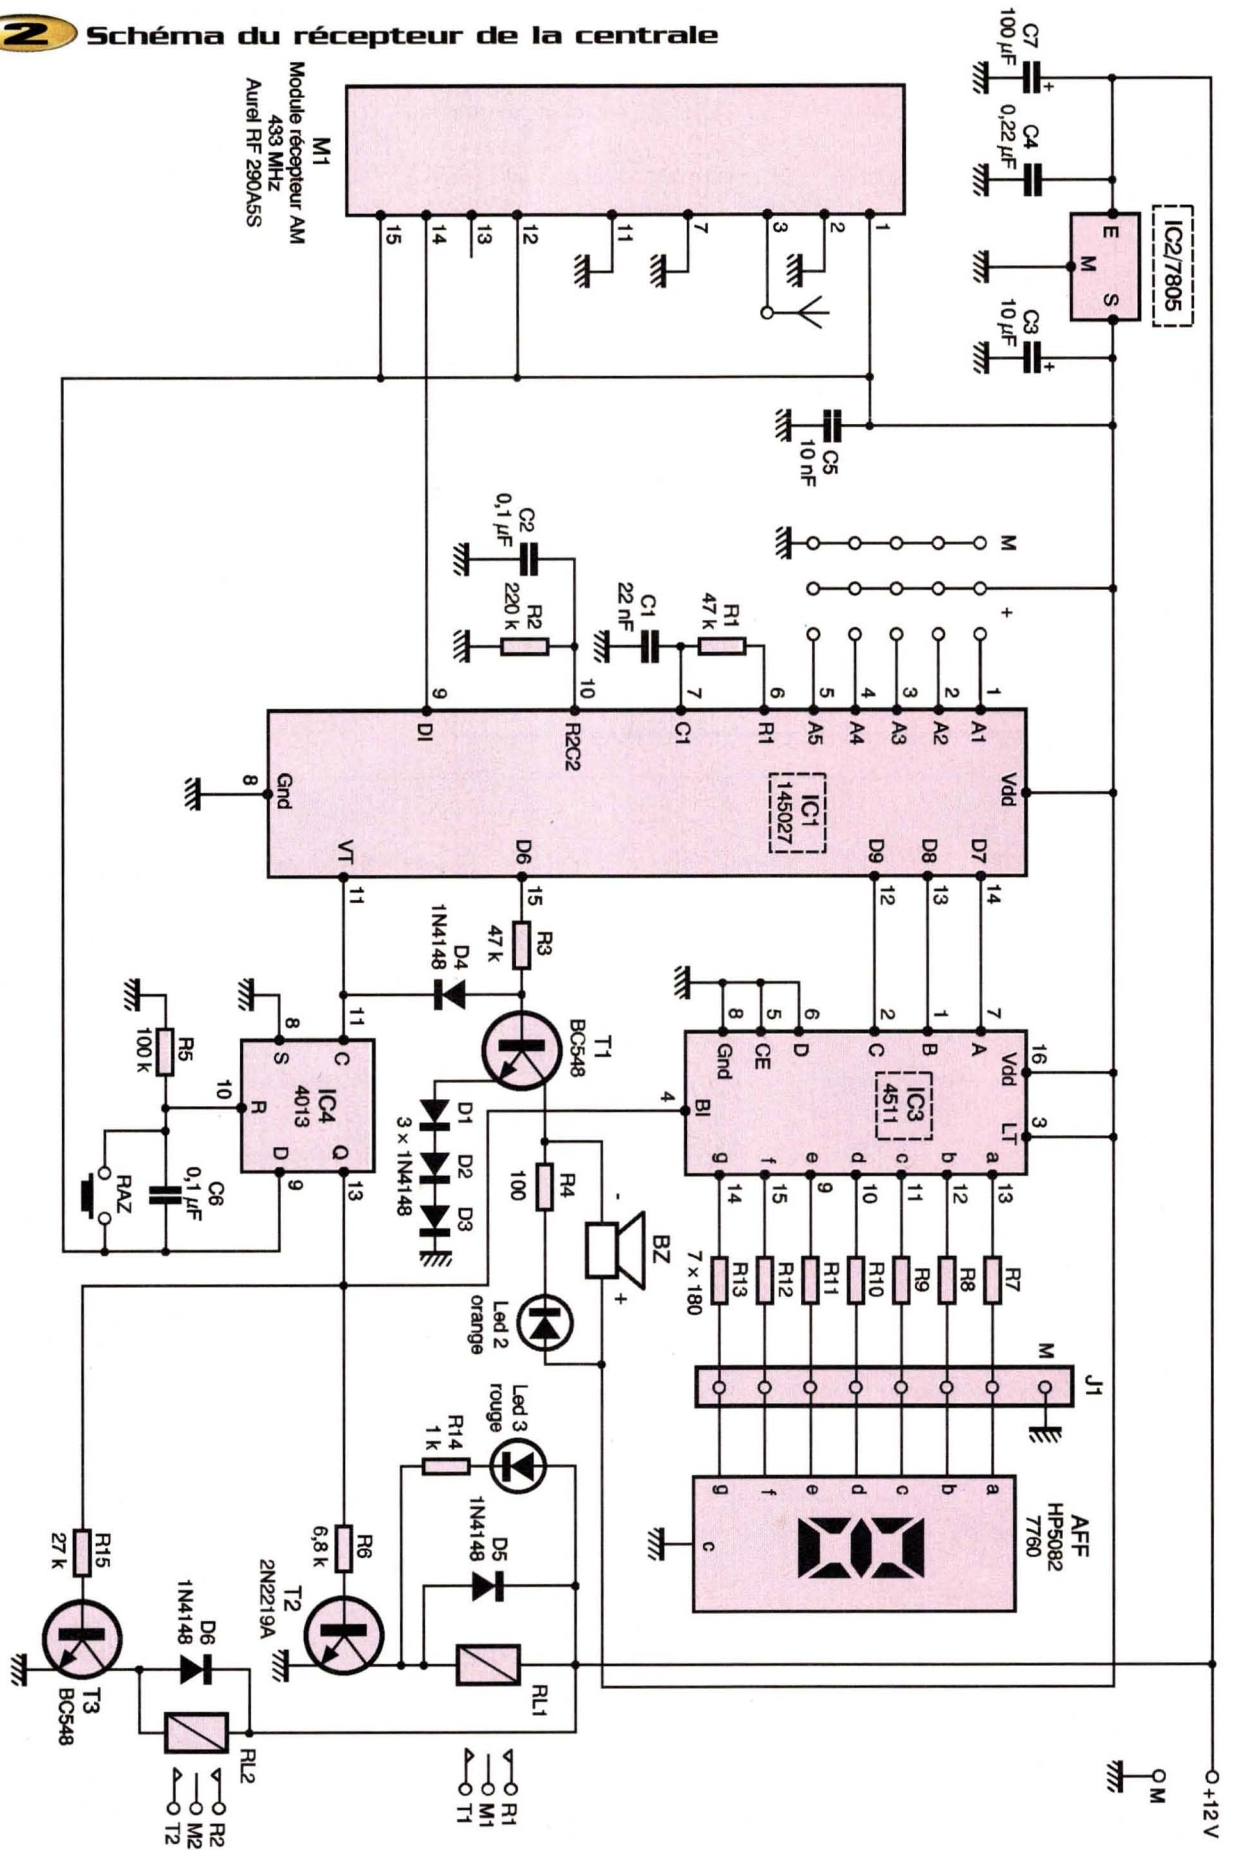 2 Schéma du récepteur de la centrale
C7
100 µF
+
C4
0,22 µF
IC2/7805
E
M
S
C3
10 µF
+
M1
Module récepteur AM
433 MHz
Aurel RF 290A5S
1
2
3
7
11
12
13
14
15
C5
10 nF
M
+
C2
0,1 µF
R2
220 k
C1
22 nF
R1
47 k
1
2
3
4
5
6
7
10
9
A1
A2
A3
A4
A5
R1
C1
R2C2
DI
Vdd
IC1
145027
Gnd
8
D7
D8
D9
D6
VT
14
13
12
15
11
R3
47 k
D4
1N4148
T1
BC548
D1
D2
D3
3 × 1N4148
R4
100
Led 2
orange
BZ
-
+
7
1
2
6
5
8
A
B
C
D
CE
Gnd
16
Vdd
3
LT
IC3
4511
4
BI
a
b
c
d
e
f
g
13
12
11
10
9
15
14
R7
R8
R9
R10
R11
R12
R13
7 × 180
J1
M
AFF
HP5082
7760
a
b
c
d
e
f
g
c
11
C
8
S
IC4
4013
10
R
D
9
Q
13
R5
100 k
C6
0,1 µF
RAZ
Led 3
rouge
R14
1 k
D5
1N4148
RL1
R6
6,8 k
T2
2N2219A
R15
27 k
T3
BC548
D6
1N4148
RL2
R1
M1
T1
R2
M2
T2
M
+12 V